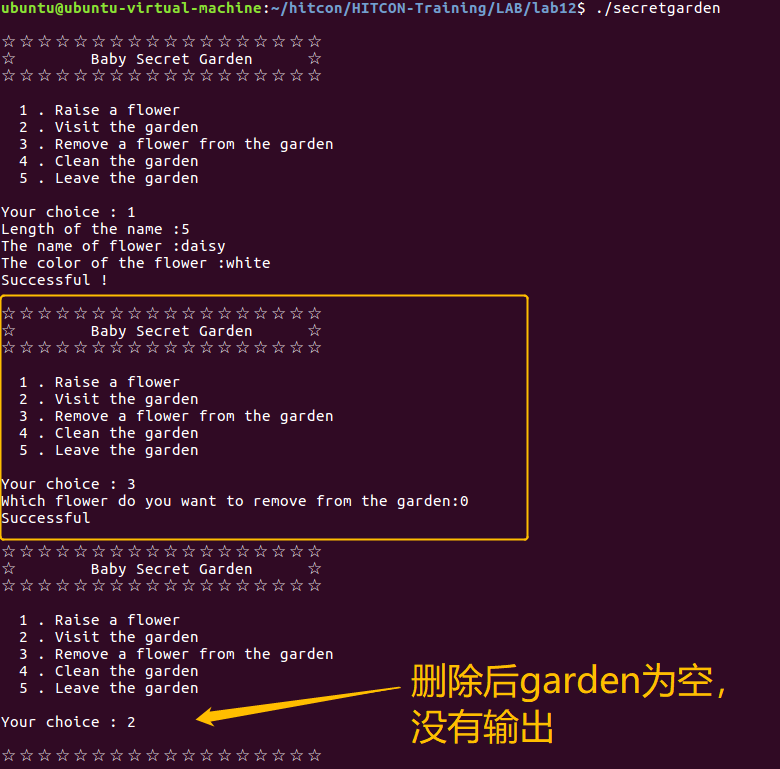 ubuntu@ubuntu-virtual-machine:~/hitcon/HITCON-Training/LAB/lab12$ ./secretgarden
☆☆☆☆☆☆☆☆☆☆☆☆☆☆☆☆☆☆
☆ Baby Secret Garden ☆
☆☆☆☆☆☆☆☆☆☆☆☆☆☆☆☆☆☆
1 . Raise a flower
2 . Visit the garden
3 . Remove a flower from the garden
4 . Clean the garden
5 . Leave the garden
Your choice : 1
Length of the name :5
The name of flower :daisy
The color of the flower :white
Successful !
☆☆☆☆☆☆☆☆☆☆☆☆☆☆☆☆☆☆
☆ Baby Secret Garden ☆
☆☆☆☆☆☆☆☆☆☆☆☆☆☆☆☆☆☆
1 . Raise a flower
2 . Visit the garden
3 . Remove a flower from the garden
4 . Clean the garden
5 . Leave the garden
Your choice : 3
Which flower do you want to remove from the garden:0
Successful
☆☆☆☆☆☆☆☆☆☆☆☆☆☆☆☆☆☆
☆ Baby Secret Garden ☆
☆☆☆☆☆☆☆☆☆☆☆☆☆☆☆☆☆☆
1 . Raise a flower
2 . Visit the garden
3 . Remove a flower from the garden
4 . Clean the garden
5 . Leave the garden
Your choice : 2
删除后garden为空，
没有输出
☆☆☆☆☆☆☆☆☆☆☆☆☆☆☆☆☆☆